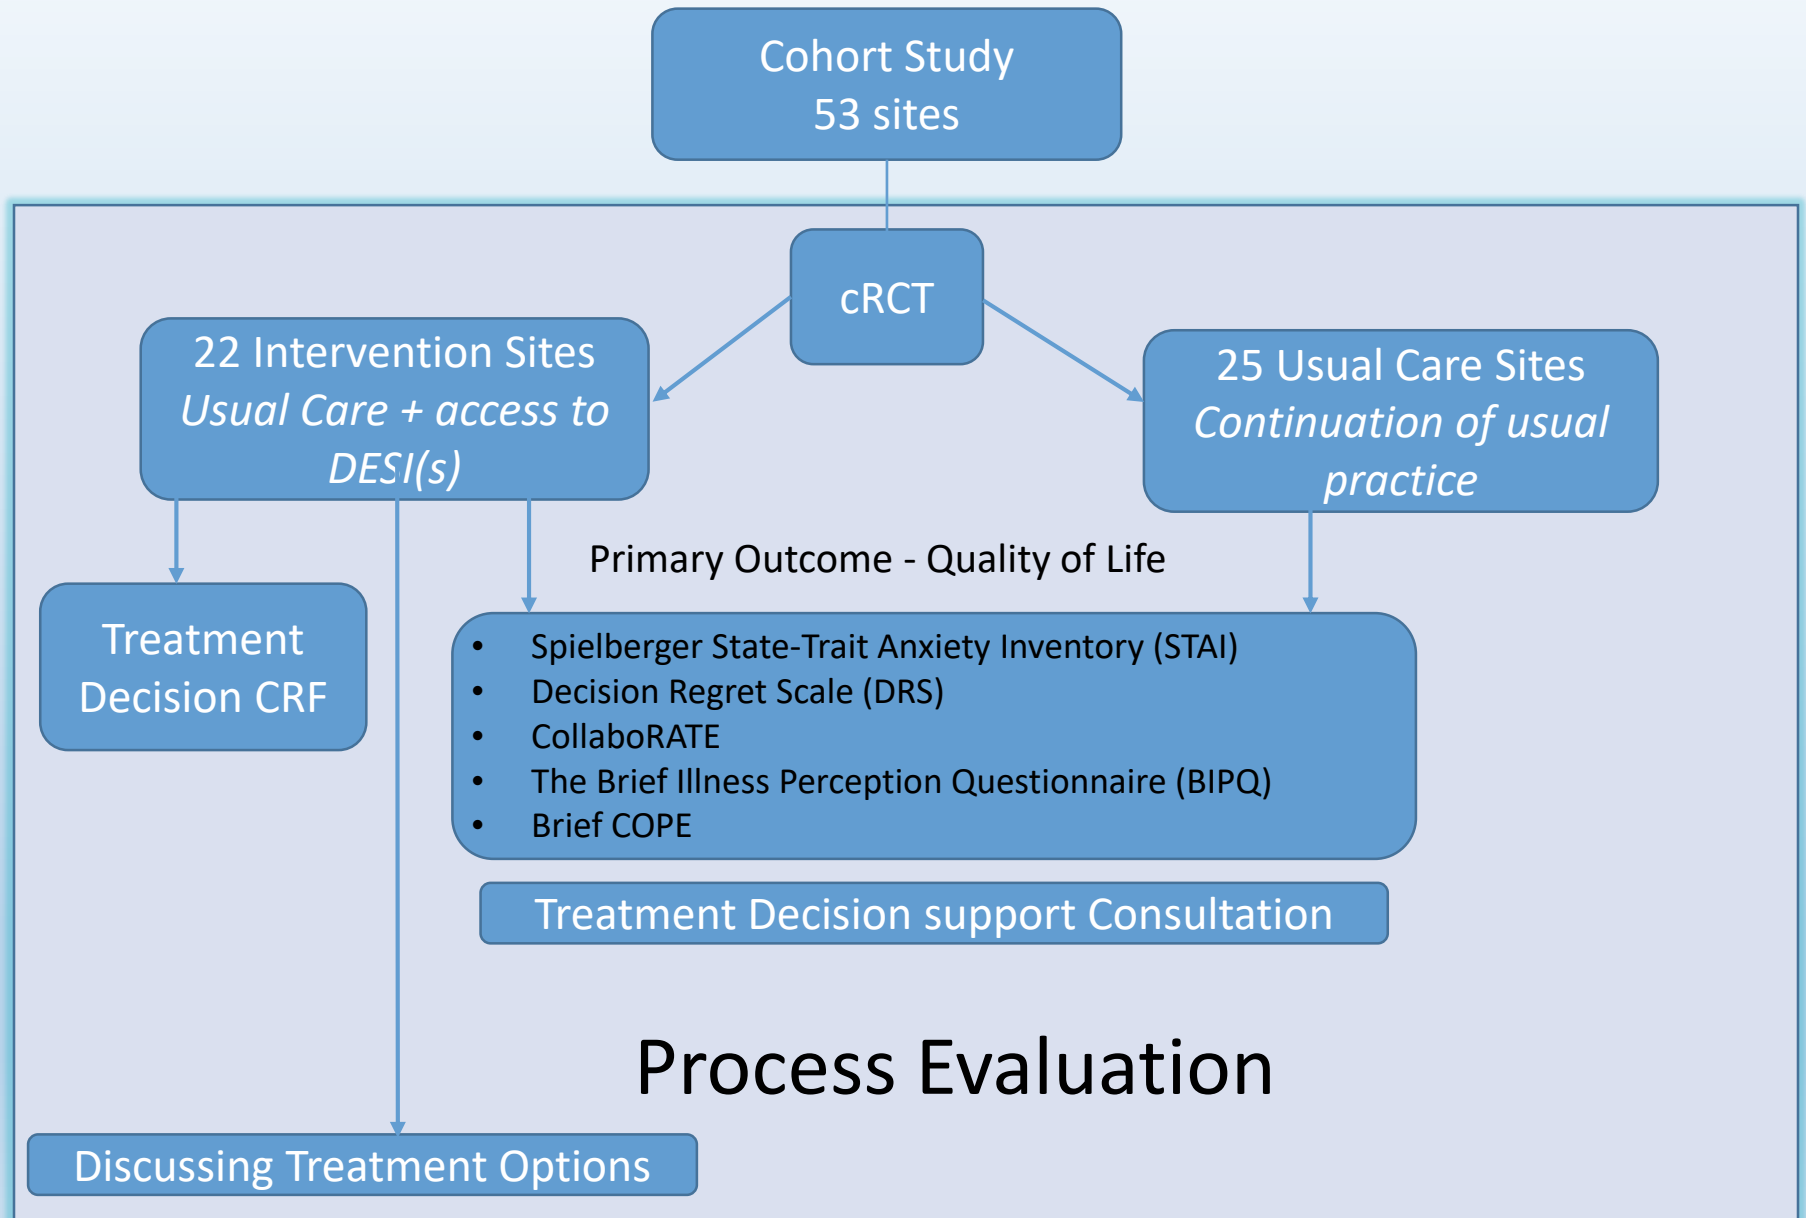 Cohort Study
53 sites
cRCT
22 Intervention Sites
Usual Care + access to
DESI(s)
25 Usual Care Sites
Continuation of usual
practice
Primary Outcome - Quality of Life
Treatment
Decision CRF
• Spielberger State-Trait Anxiety Inventory (STAI)
• Decision Regret Scale (DRS)
• CollaboRATE
• The Brief Illness Perception Questionnaire (BIPQ)
• Brief COPE
Treatment Decision support Consultation
Process Evaluation
Discussing Treatment Options